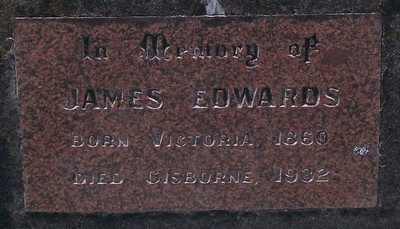 In Memory of
JAMES EDWARDS
BORN VICTORIA, 1860
DIED GISBORNE, 1932